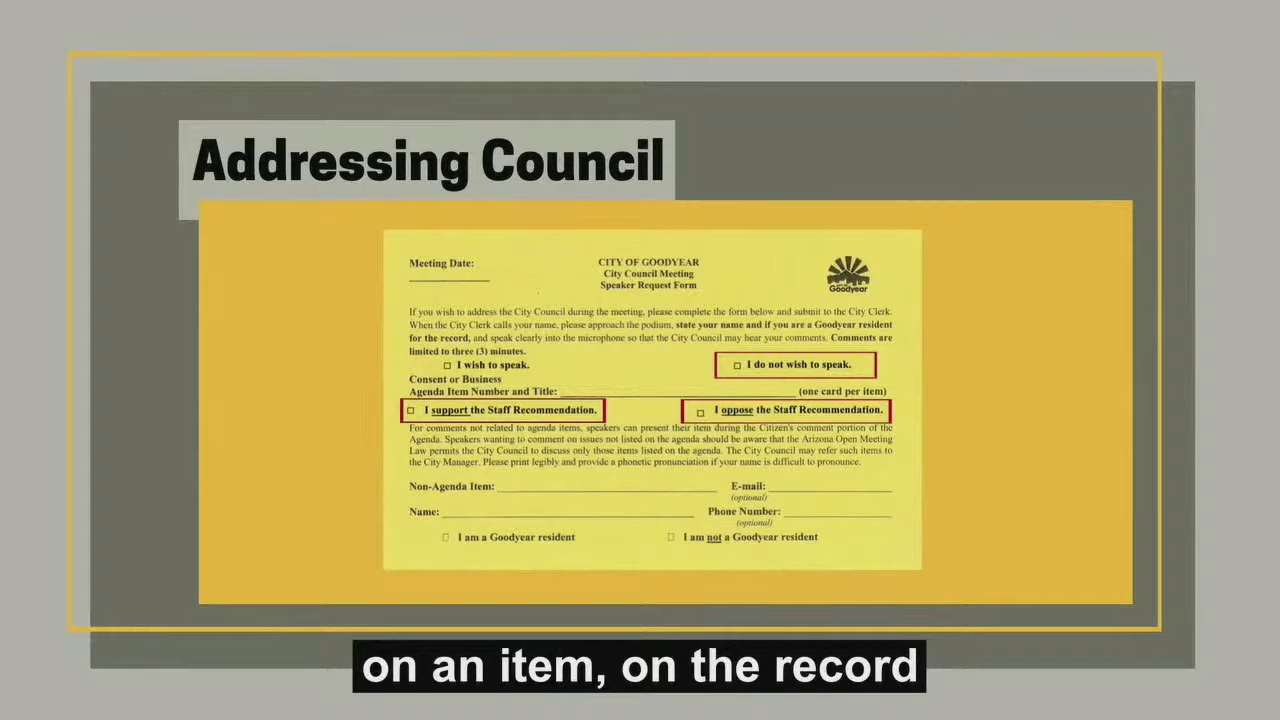 Addressing Council
Meeting Date:
CITY OF GOODYEAR
City Council Meeting
Speaker Request Form
Goodyear
If you wish to address the City Council during the meeting, please complete the form below and submit to the City Clerk.
When the City Clerk calls your name, please approach the podium, state your name and if you are a Goodyear resident
for the record, and speak clearly into the microphone so that the City Council may hear your comments. Comments are
limited to three (3) minutes.
☐ I wish to speak. ☐ I do not wish to speak.
Consent or Business
Agenda Item Number and Title: (one card per item)
☐ I support the Staff Recommendation. ☐ I oppose the Staff Recommendation.
For comments not related to agenda items, speakers can present their item during the Citizen's comment portion of the
Agenda. Speakers wanting to comment on issues not listed on the agenda should be aware that the Arizona Open Meeting
Law permits the City Council to discuss only those items listed on the agenda. The City Council may refer such items to
the City Manager. Please print legibly and provide a phonetic pronunciation if your name is difficult to pronounce.
Non-Agenda Item: E-mail:
(optional)
Name: Phone Number:
(optional)
☐ I am a Goodyear resident ☐ I am not a Goodyear resident
on an item, on the record